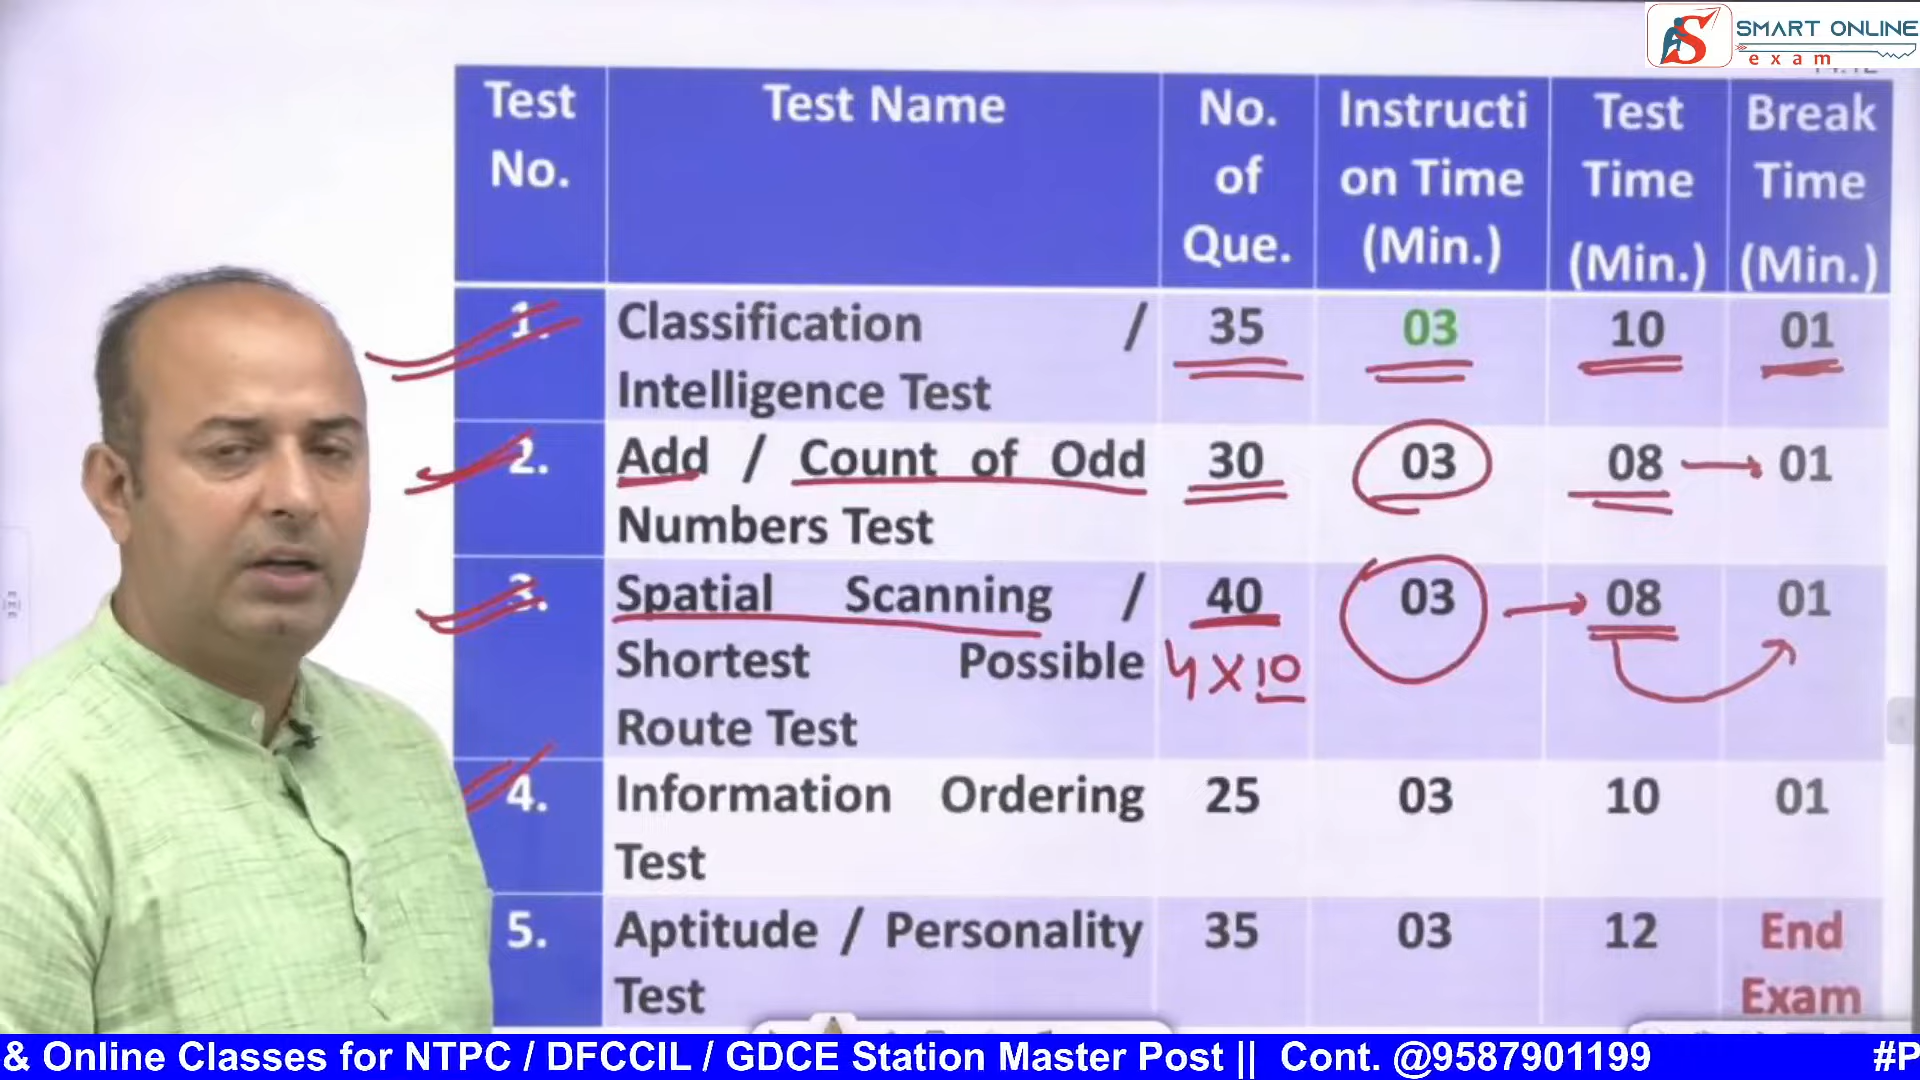 SMART ONLINE
exam
Test No.
Test Name
No. of Que.
Instructi on Time (Min.)
Test Time (Min.)
Break Time (Min.)
1.
Classification / Intelligence Test
35
03
10
01
2.
Add / Count of Odd Numbers Test
30
03
08
01
3.
Spatial Scanning / Shortest Possible Route Test
40
4 X 10
03
08
01
4.
Information Ordering Test
25
03
10
01
5.
Aptitude / Personality Test
35
03
12
End Exam
& Online Classes for NTPC / DFCCIL / GDCE Station Master Post || Cont. @9587901199
#P